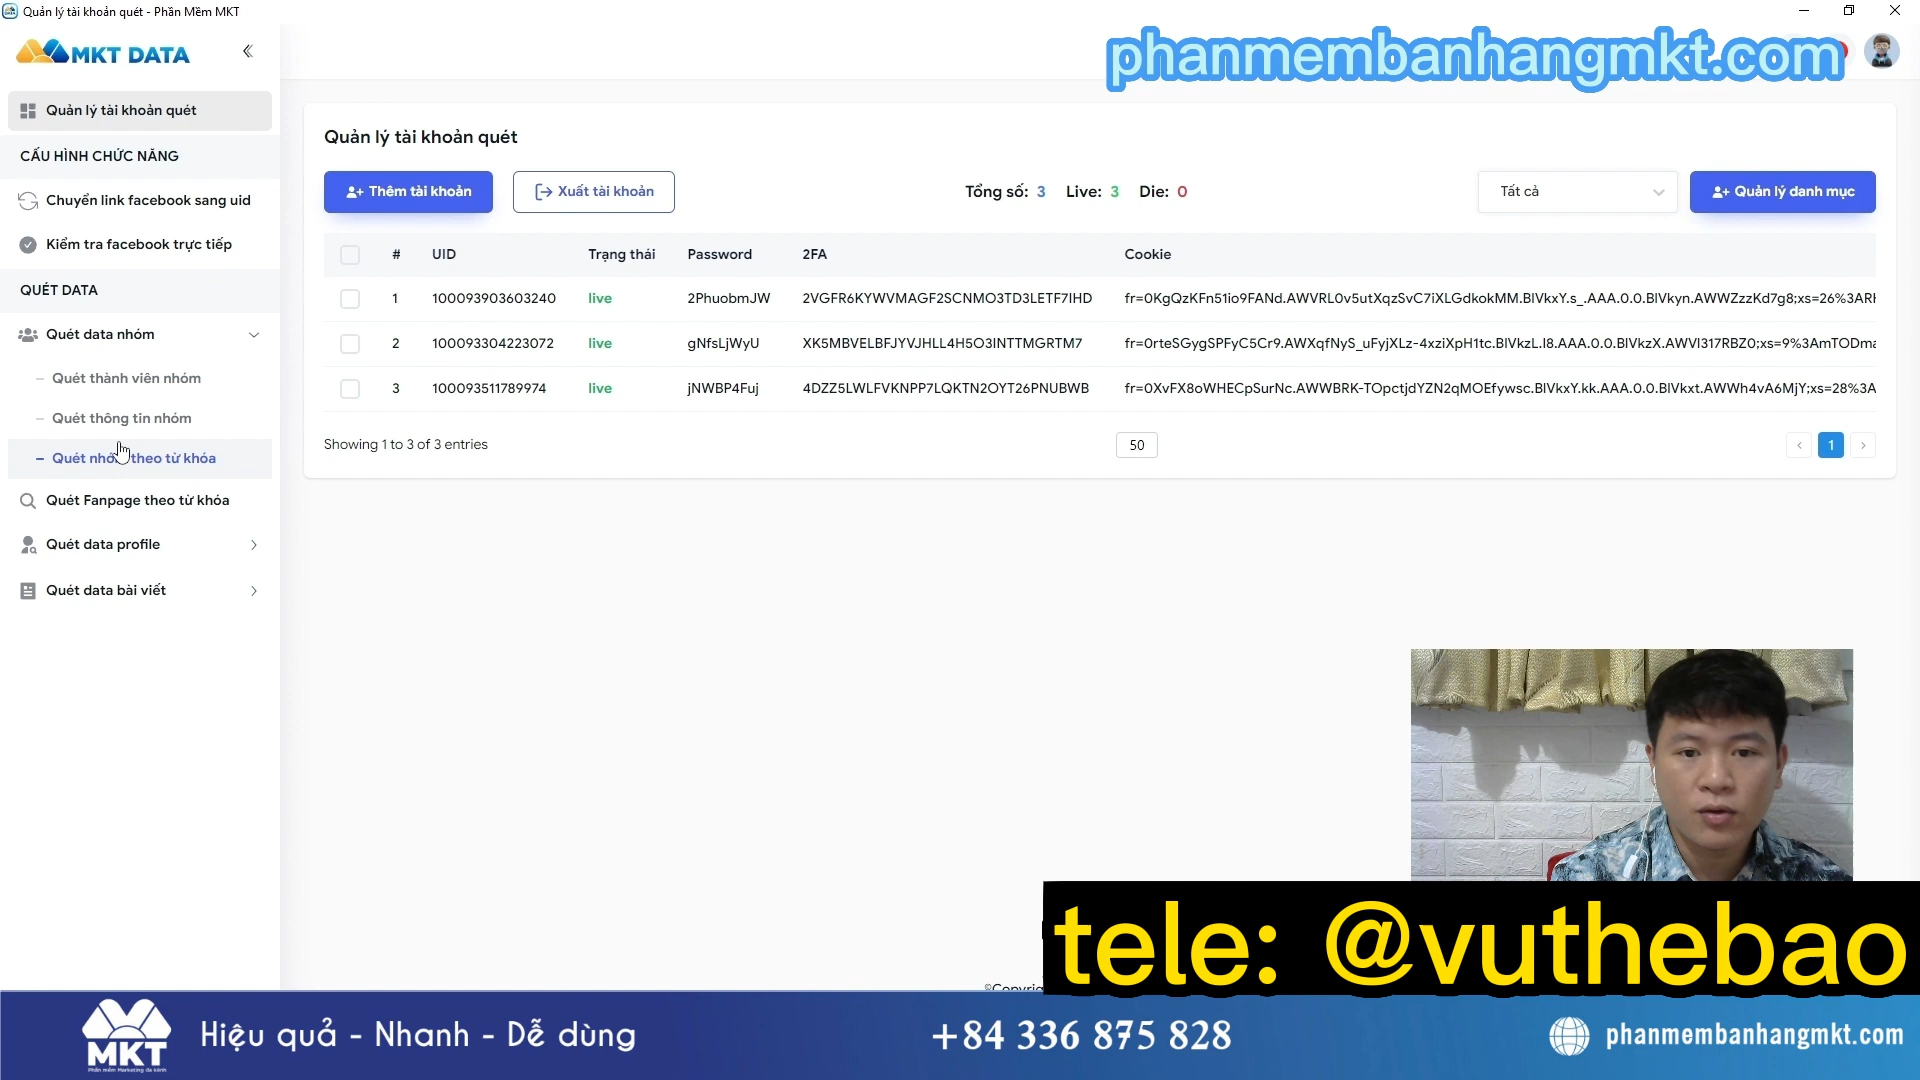 Quản lý tài khoản quét - Phần Mềm MKT
MKT DATA
phanmembanhangmkt.com
Quản lý tài khoản quét
CẤU HÌNH CHỨC NĂNG
Chuyển link facebook sang uid
Kiểm tra facebook trực tiếp
QUÉT DATA
Quét data nhóm
Quét thành viên nhóm
Quét thông tin nhóm
Quét nhóm theo từ khóa
Quét Fanpage theo từ khóa
Quét data profile
Quét data bài viết
Quản lý tài khoản quét
Thêm tài khoản
Xuất tài khoản
Tổng số: 3 Live: 3 Die: 0
Tất cả
Quản lý danh mục
# UID Trạng thái Password 2FA Cookie
1 100093903603240 live 2PhuobmJW 2VGFR6KYWVMAGF2SCNMO3TD3LETF7IHD fr=0KgQzKFn51io9FANd.AWVRL0v5utXqzSvC7iXLGdkokMM.BlVkxY.s_.AAA.0.0.BlVkyn.AWWZzzKd7g8;xs=26%3AR
2 100093304223072 live gNfsLjWyU XK5MBVELBFJYVJHLL4H5O3INTTMGRTM7 fr=0rteSGygSPFyC5Cr9.AWXqfNyS_uFyjXLz-4xziXpH1tc.BlVkzL.I8.AAA.0.0.BlVkzX.AWVI317RBZ0;xs=9%3AmTODma
3 100093511789974 live jNWBP4Fuj 4DZZ5LWLFVKNPP7LQKTN2OYT26PNUBWB fr=0XvFX8oWHECpSurNc.AWWBRK-TOpctjdYZN2qMOEfywsc.BlVkxY.kk.AAA.0.0.BlVkxt.AWWh4vA6MjY;xs=28%3A
Showing 1 to 3 of 3 entries
50
1
tele: @vuthebao
MKT
Phần mềm Marketing đa kênh
Hiệu quả - Nhanh - Dễ dùng
+84 336 875 828
phanmembanhangmkt.com